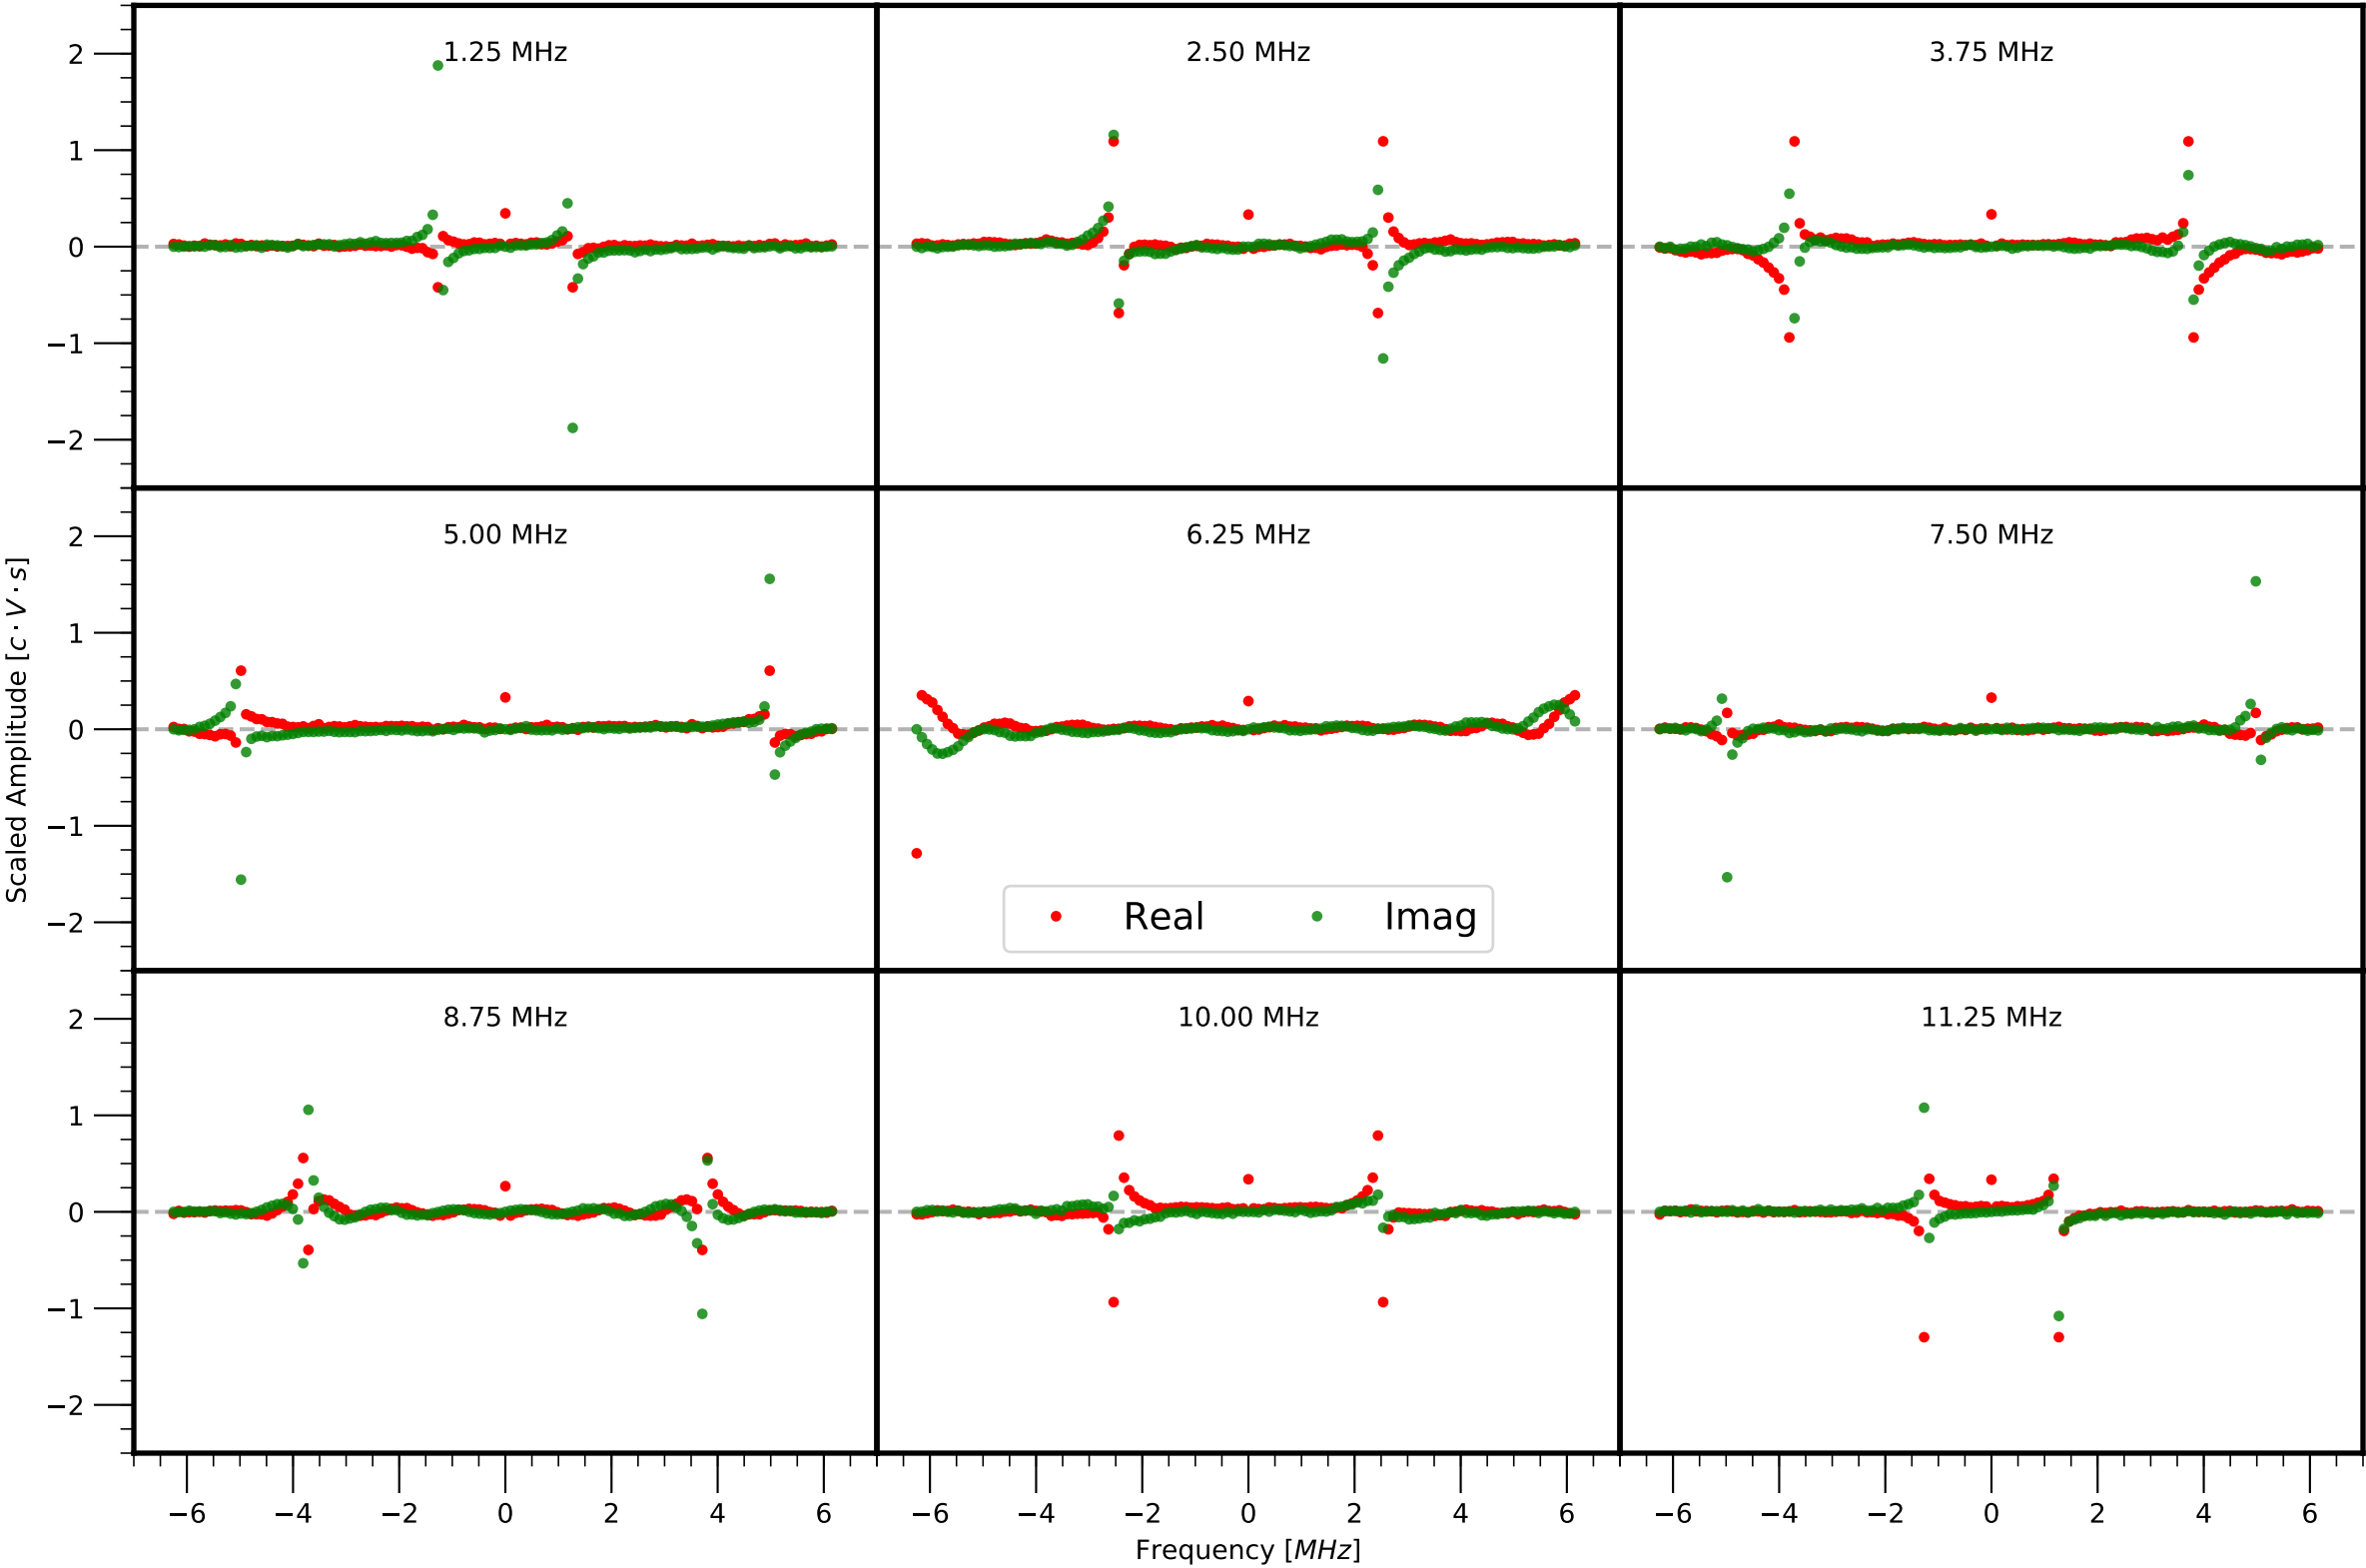 1.25 MHz
2.50 MHz
3.75 MHz
2
1
0
−1
−2
5.00 MHz
6.25 MHz
7.50 MHz
2
1
0
−1
−2
Real
Imag
8.75 MHz
10.00 MHz
11.25 MHz
2
1
0
−1
−2
−6 −4 −2 0 2 4 6
−6 −4 −2 0 2 4 6
−6 −4 −2 0 2 4 6
Scaled Amplitude [c · V · s]
Frequency [MHz]